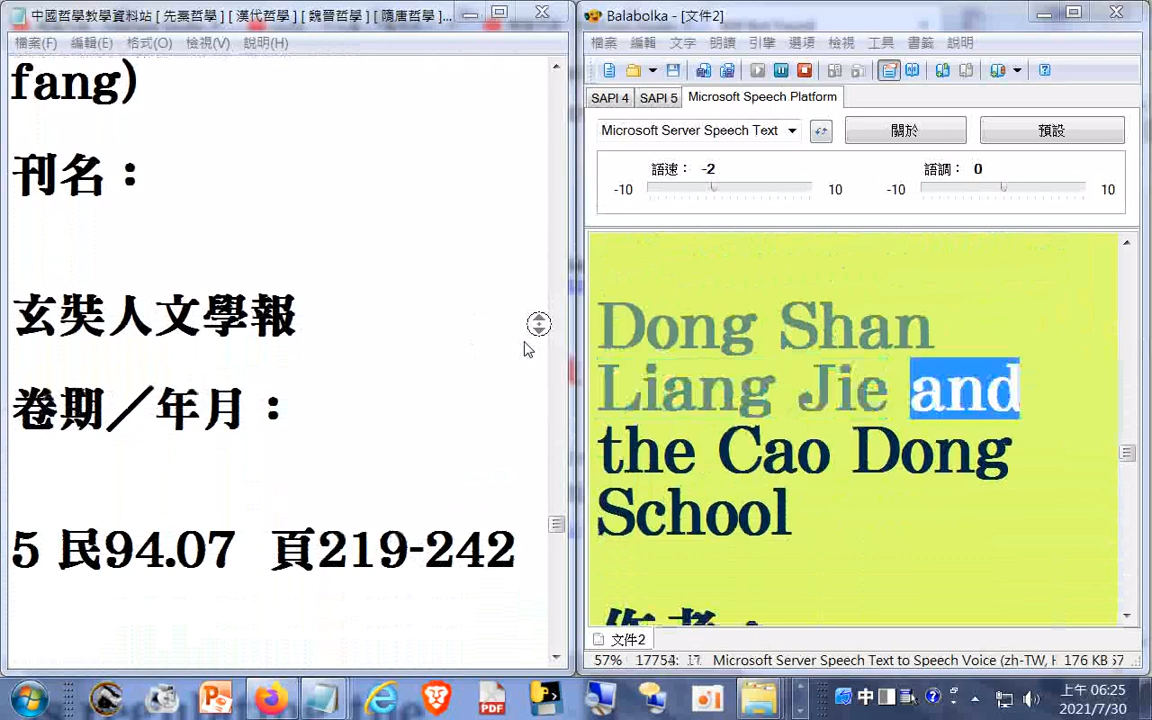 中國哲學教學資料站 [ 先秦哲學 ] [ 漢代哲學 ] [ 魏晉哲學 ] [ 隋唐哲學 ]...
檔案(F) 編輯(E) 格式(O) 檢視(V) 說明(H)
fang)
刊名：
玄奘人文學報
卷期／年月：
5 民94.07 頁219-242
Balabolka - [文件2]
檔案 編輯 文字 朗讀 引擎 選項 檢視 工具 書籤 說明
SAPI 4 SAPI 5 Microsoft Speech Platform
Microsoft Server Speech Text 關於 預設
語速： -2 語調： 0
-10 10 -10 10
Dong Shan
Liang Jie and
the Cao Dong
School
作者：
文件2
57% 17754: 17 Microsoft Server Speech Text to Speech Voice (zh-TW, H 176 KB
中
上午 06:25
2021/7/30